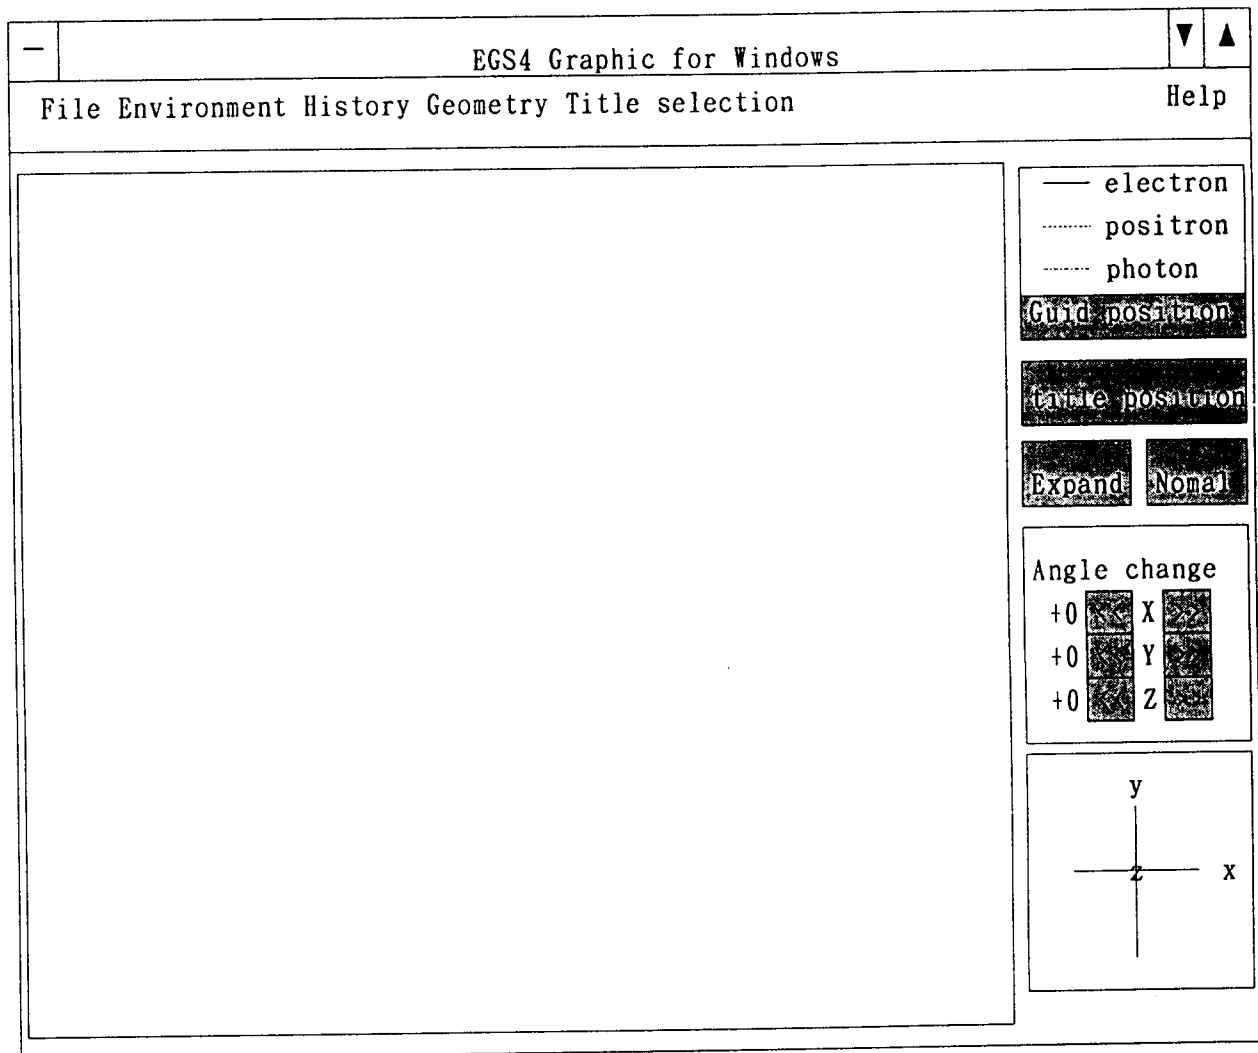 EGS4 Graphic for Windows
File Environment History Geometry Title selection Help
electron
positron
photon
Guid position
title position
Expand Nomal
Angle change
+0 << X >>
+0 << Y >>
+0 << Z
y
z x